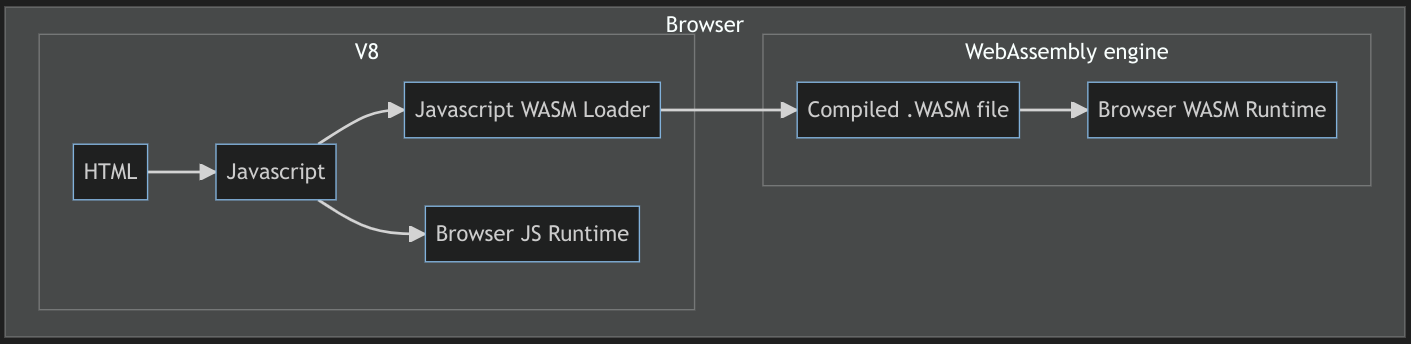 Browser
V8
WebAssembly engine
Javascript WASM Loader
Compiled .WASM file
Browser WASM Runtime
HTML
Javascript
Browser JS Runtime